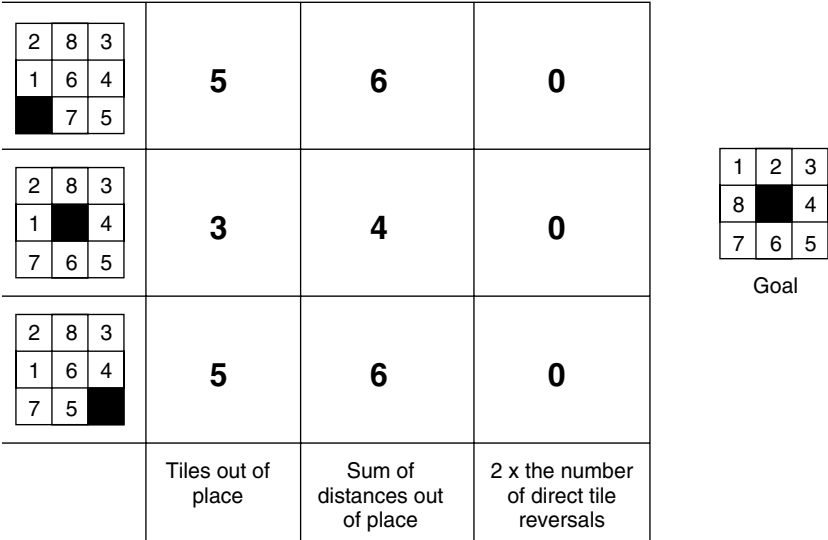 2 8 3
1 6 4
7 5
5 6 0
2 8 3
1 4
7 6 5
3 4 0
2 8 3
1 6 4
7 5
5 6 0
Tiles out of
place
Sum of
distances out
of place
2 x the number
of direct tile
reversals
1 2 3
8 4
7 6 5
Goal